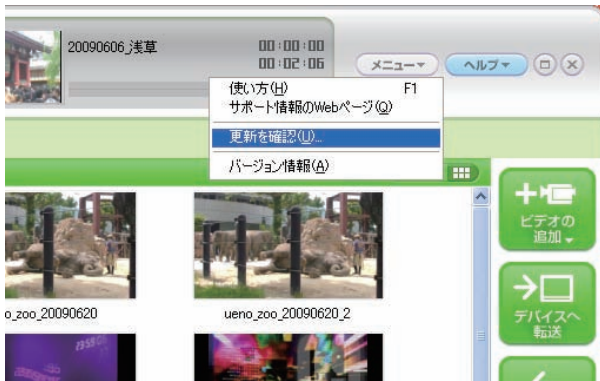 20090606_浅草
00:00:00
00:02:06
メニュー
ヘルプ
使い方(H) F1
サポート情報のWebページ(Q)
更新を確認(U)...
バージョン情報(A)
ビデオの
追加
o_zoo_20090620
ueno_zoo_20090620_2
デバイスへ
転送